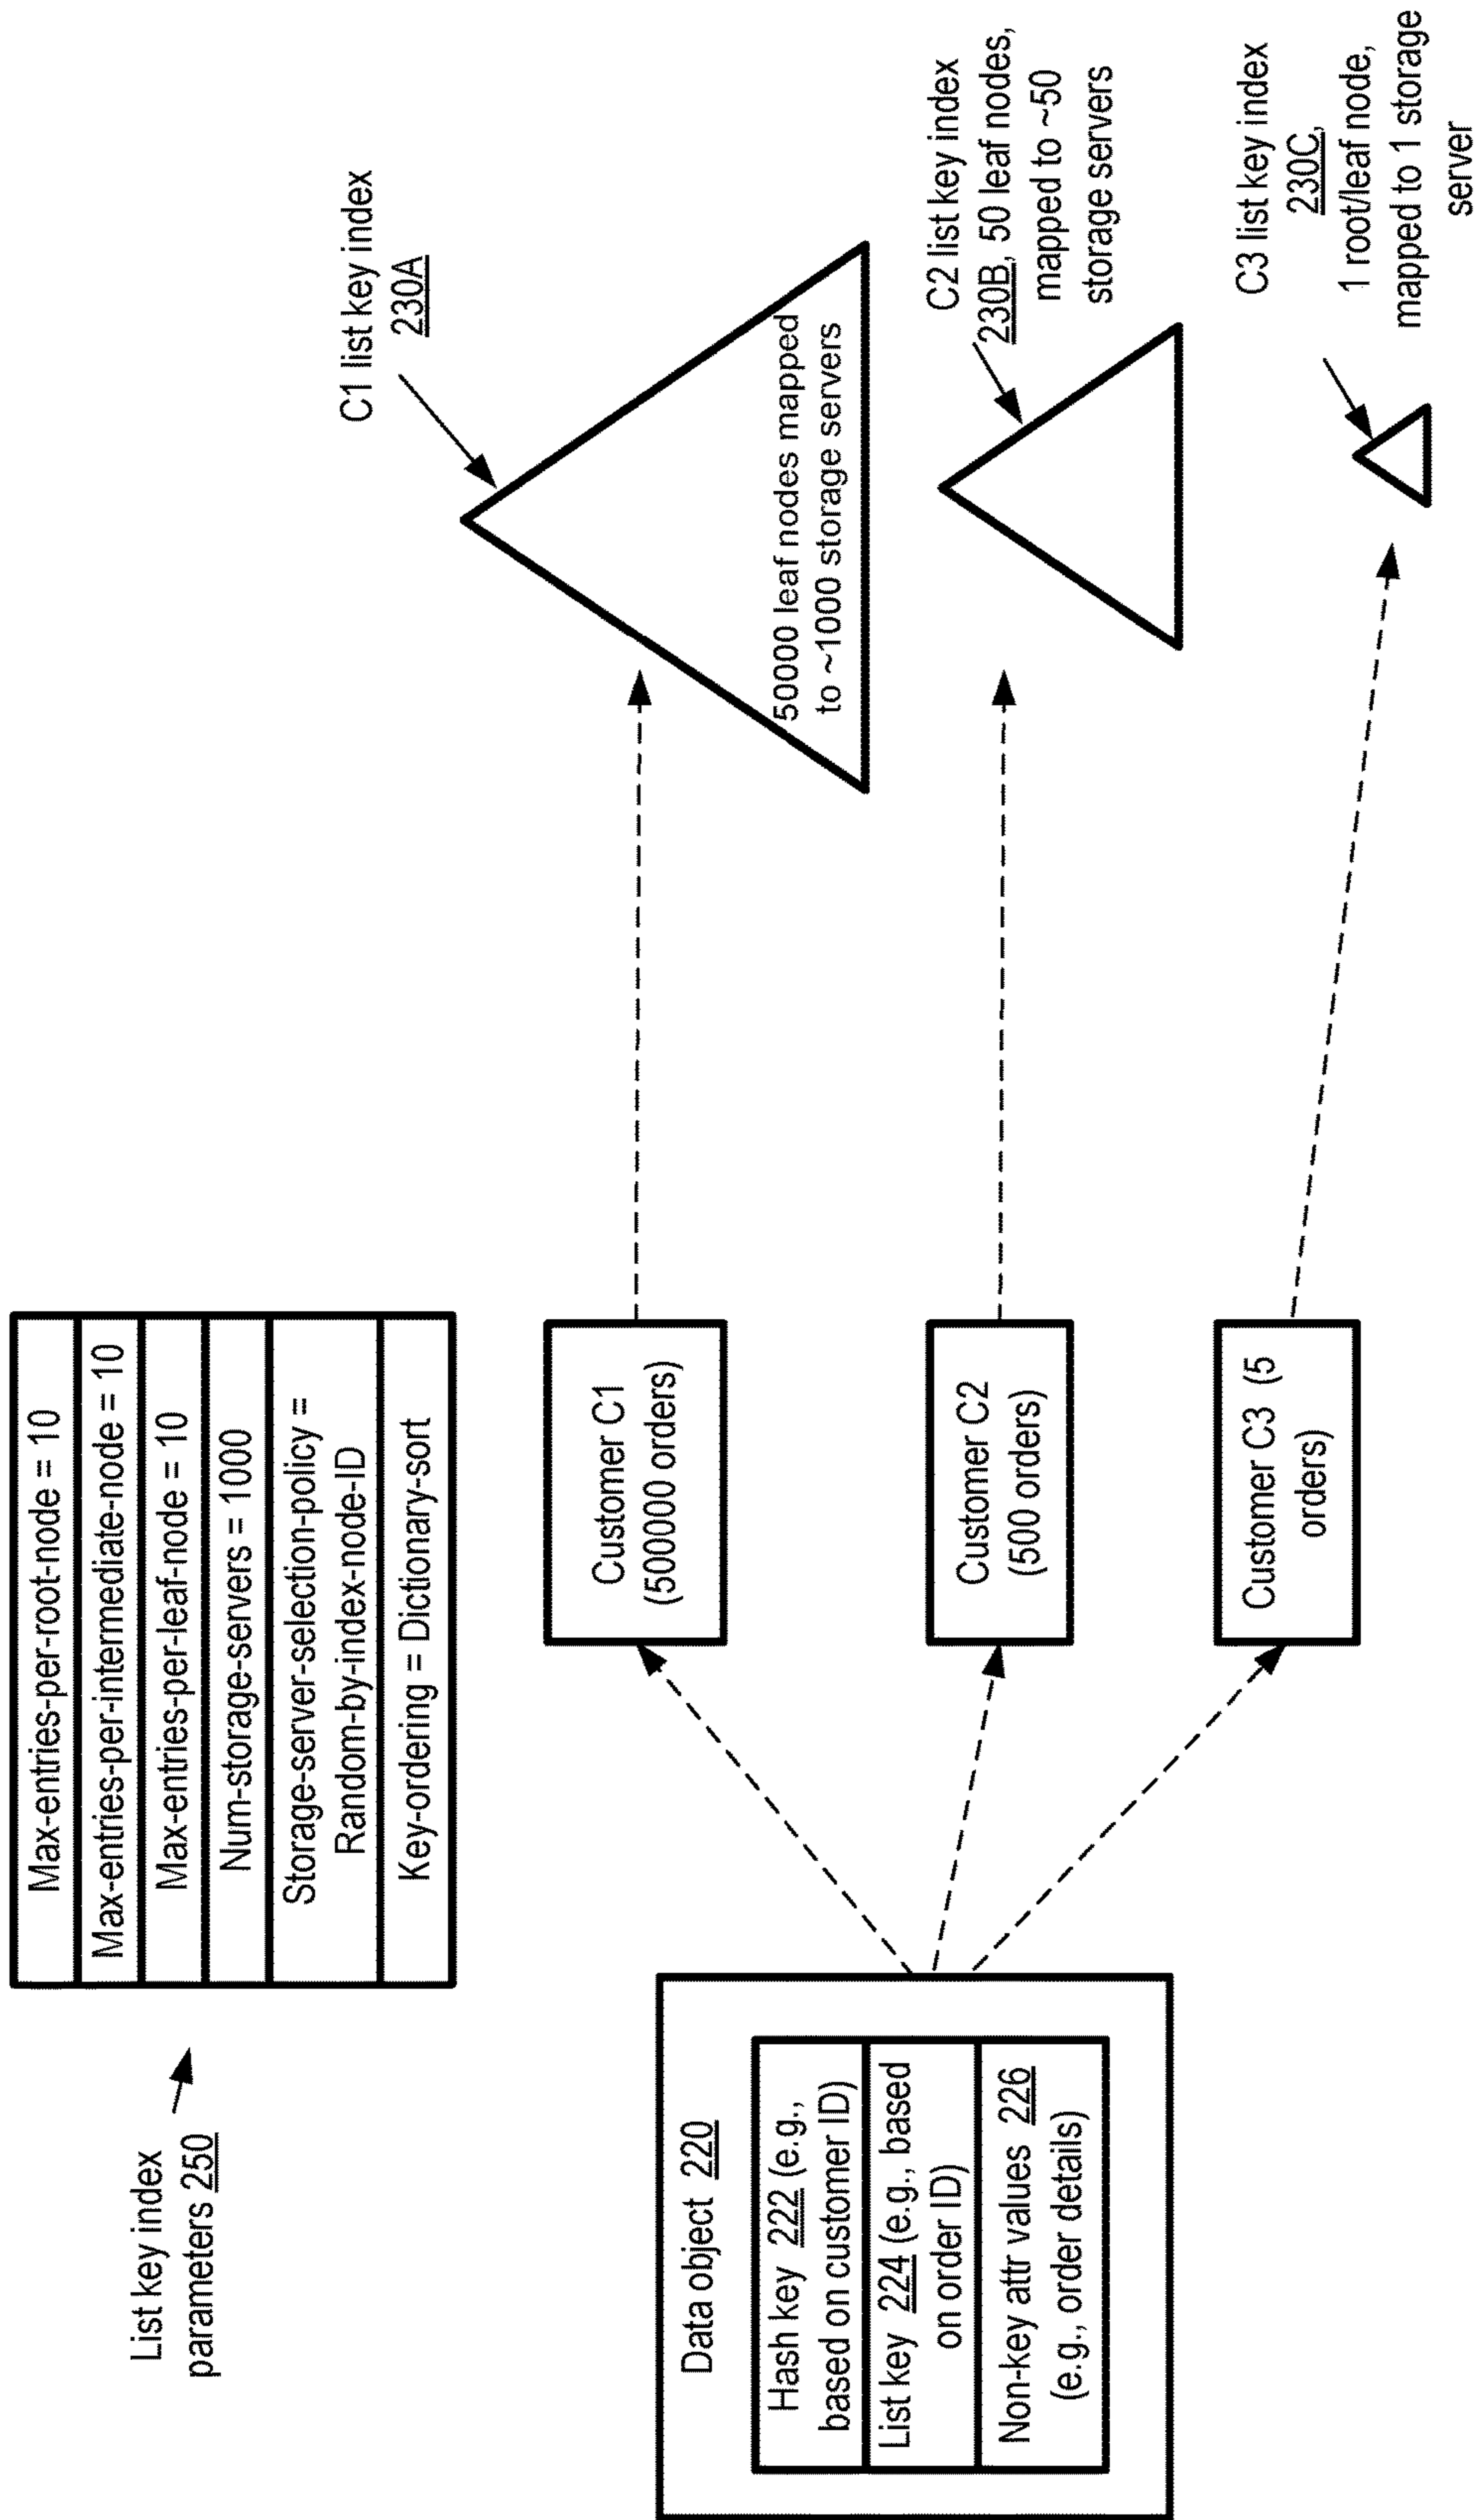 List key index
parameters 250
Max-entries-per-root-node = 10
Max-entries-per-intermediate-node = 10
Max-entries-per-leaf-node = 10
Num-storage-servers = 1000
Storage-server-selection-policy =
Random-by-index-node-ID
Key-ordering = Dictionary-sort
Data object 220
Hash key 222 (e.g.,
based on customer ID)
List key 224 (e.g., based
on order ID)
Non-key attr values 226
(e.g., order details)
Customer C1
(500000 orders)
Customer C2
(500 orders)
Customer C3 (5
orders)
C1 list key index
230A
50000 leaf nodes mapped
to ~1000 storage servers
C2 list key index
230B, 50 leaf nodes,
mapped to ~50
storage servers
C3 list key index
230C,
1 root/leaf node,
mapped to 1 storage
server